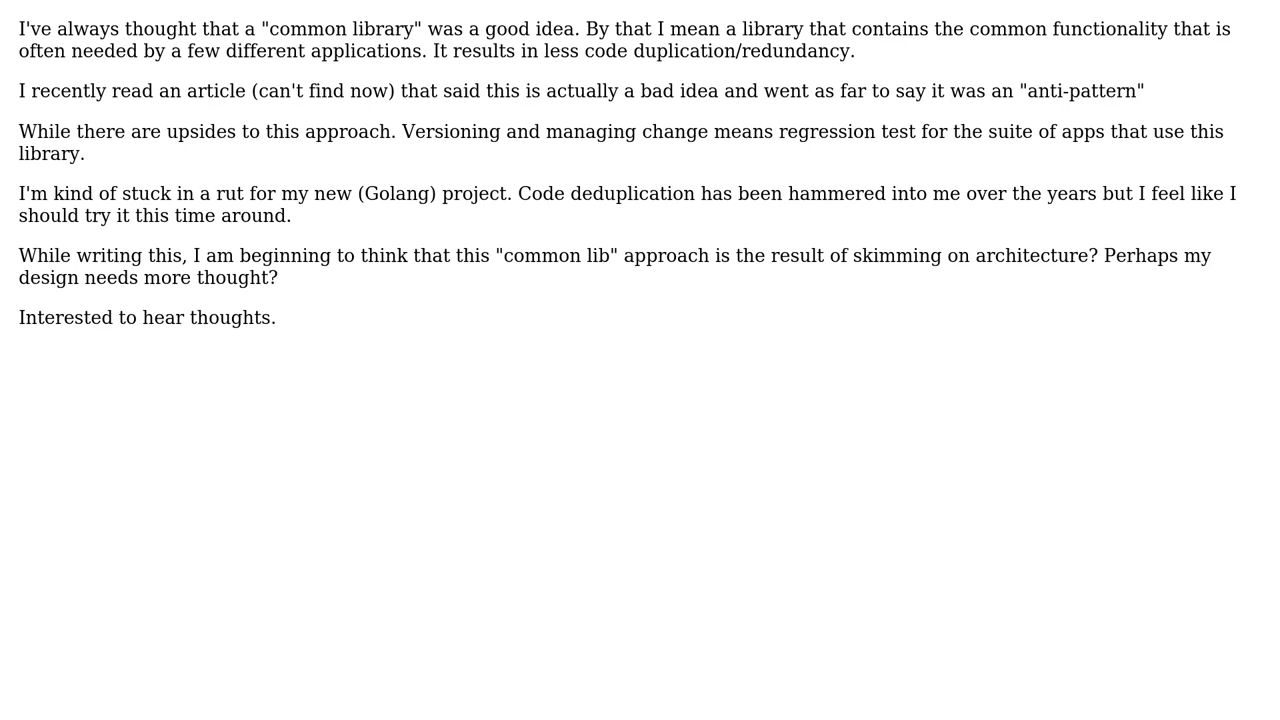 I've always thought that a "common library" was a good idea. By that I mean a library that contains the common functionality that is
often needed by a few different applications. It results in less code duplication/redundancy.
I recently read an article (can't find now) that said this is actually a bad idea and went as far to say it was an "anti-pattern"
While there are upsides to this approach. Versioning and managing change means regression test for the suite of apps that use this
library.
I'm kind of stuck in a rut for my new (Golang) project. Code deduplication has been hammered into me over the years but I feel like I
should try it this time around.
While writing this, I am beginning to think that this "common lib" approach is the result of skimming on architecture? Perhaps my
design needs more thought?
Interested to hear thoughts.